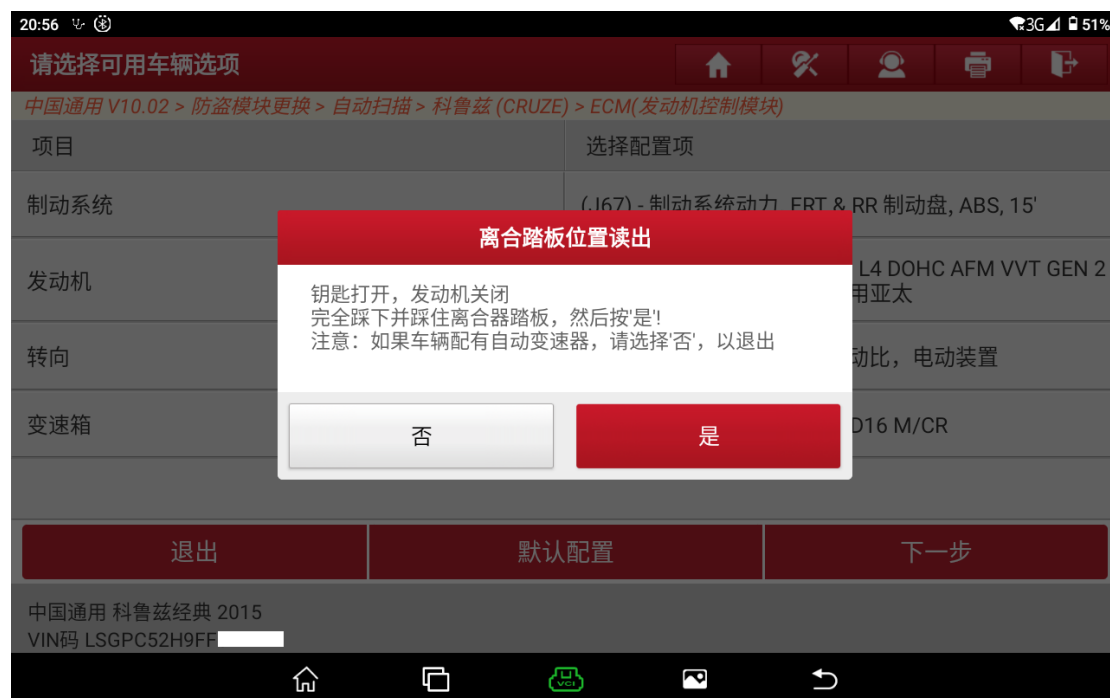 20:56 3G 51%
请选择可用车辆选项
中国通用 V10.02 > 防盗模块更换 > 自动扫描 > 科鲁兹 (CRUZE) > ECM(发动机控制模块)
项目 选择配置项
制动系统 (J67) - 制动系统动力, FRT & RR 制动盘, ABS, 15'
离合踏板位置读出
发动机 L4 DOHC AFM VVT GEN 2
用亚太
钥匙打开，发动机关闭
完全踩下并踩住离合器踏板，然后按'是'!
注意：如果车辆配有自动变速器，请选择'否'，以退出
转向 动比，电动装置
变速箱 D16 M/CR
否 是
退出 默认配置 下一步
中国通用 科鲁兹经典 2015
VIN码 LSGPC52H9FF
VCI